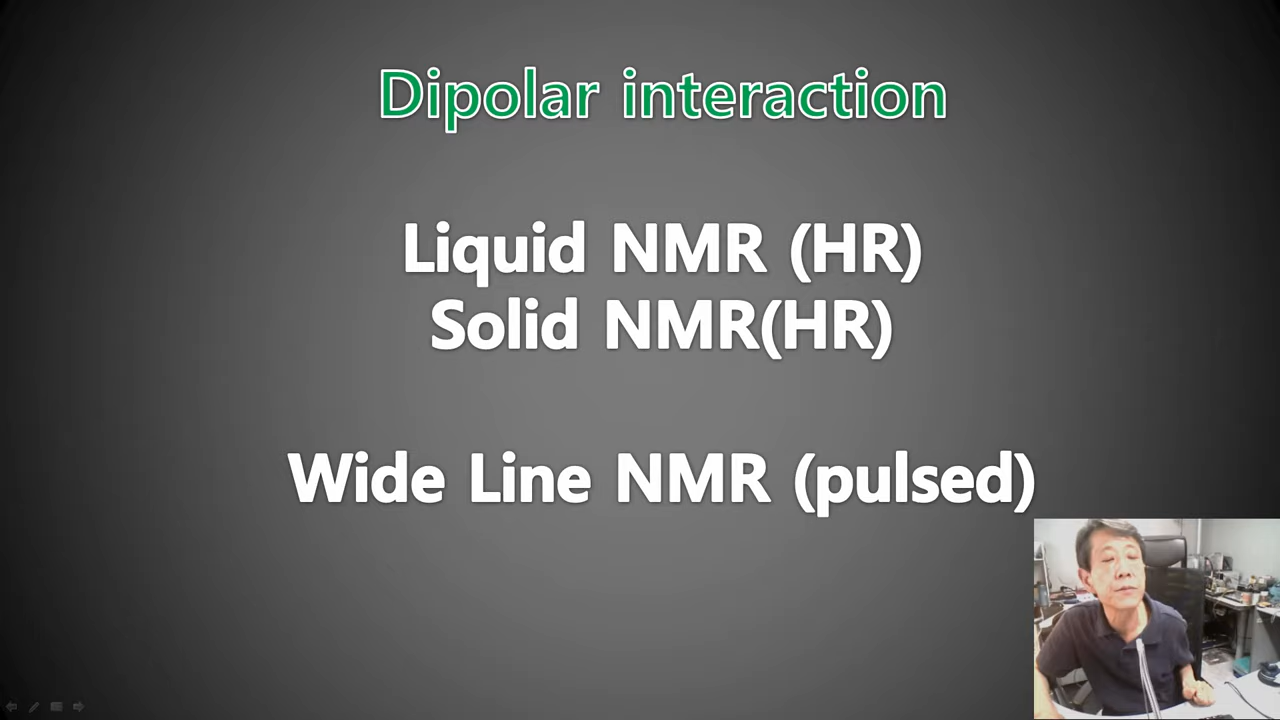 Dipolar interaction
Liquid NMR (HR)
Solid NMR(HR)
Wide Line NMR (pulsed)